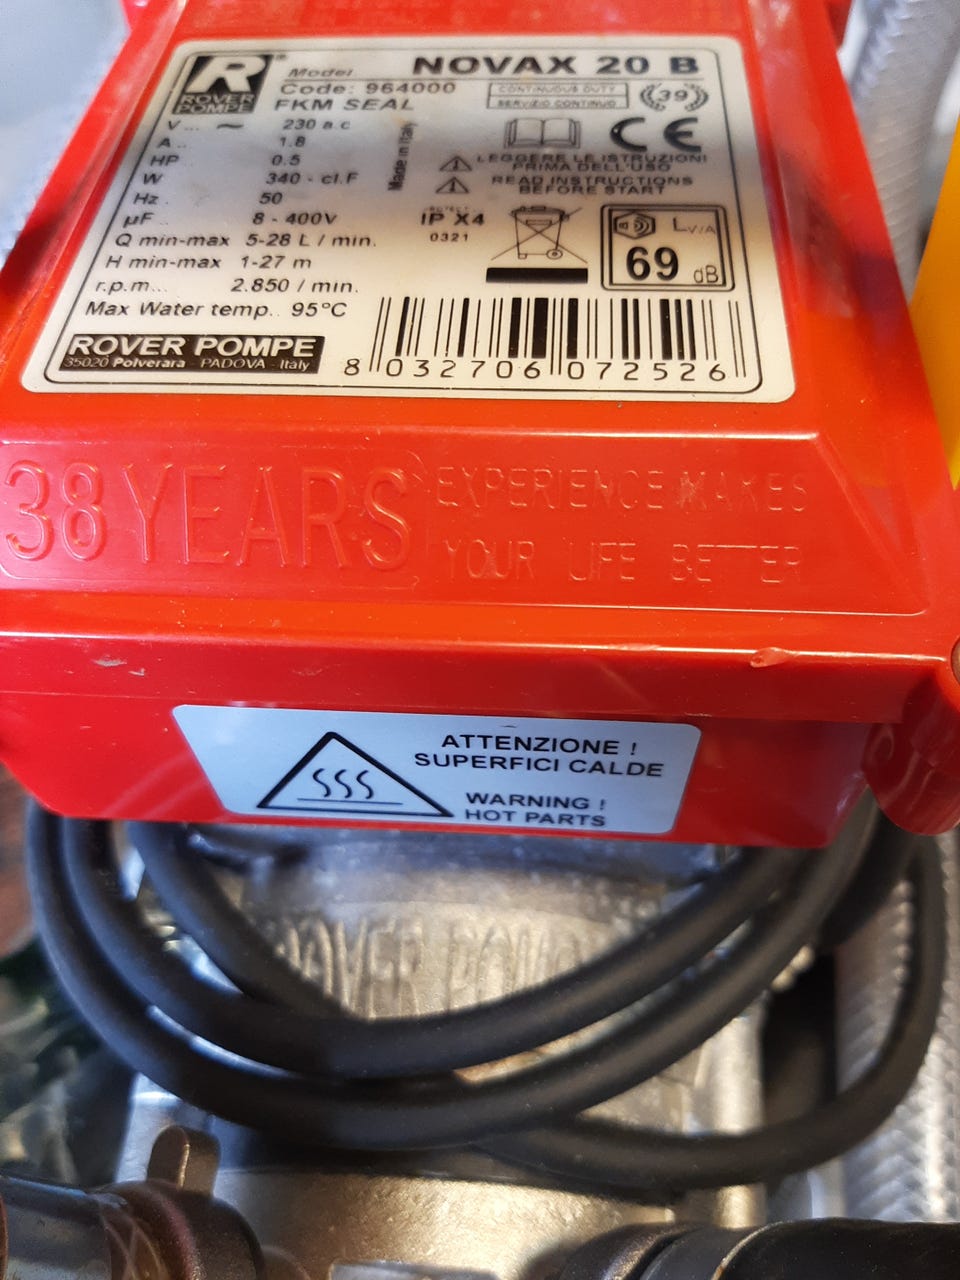 R®
ROVER
POMPE
Model NOVAX 20 B
Code: 964000
FKM SEAL
CONTINUOUS DUTY
SERVIZIO CONTINUO
39
V... ~ 230 a.c
A.. 1.8
HP 0.5
W 340 - cl.F
Hz . 50
µF .. 8 - 400V
Q min-max 5-28 L / min.
H min-max 1-27 m
r.p.m... 2.850 / min.
Max Water temp.. 95°C
Made in Italy
CE
LEGGERE LE ISTRUZIONI
PRIMA DELL'USO
READ INSTRUCTIONS
BEFORE START
IP X4
0321
LWA
69 dB
ROVER POMPE
35020 Polverara - PADOVA - Italy
8 032706 072526
38 YEARS
EXPERIENCE MAKES
YOUR LIFE BETTER
ATTENZIONE !
SUPERFICI CALDE
WARNING !
HOT PARTS
ROVER POMPE